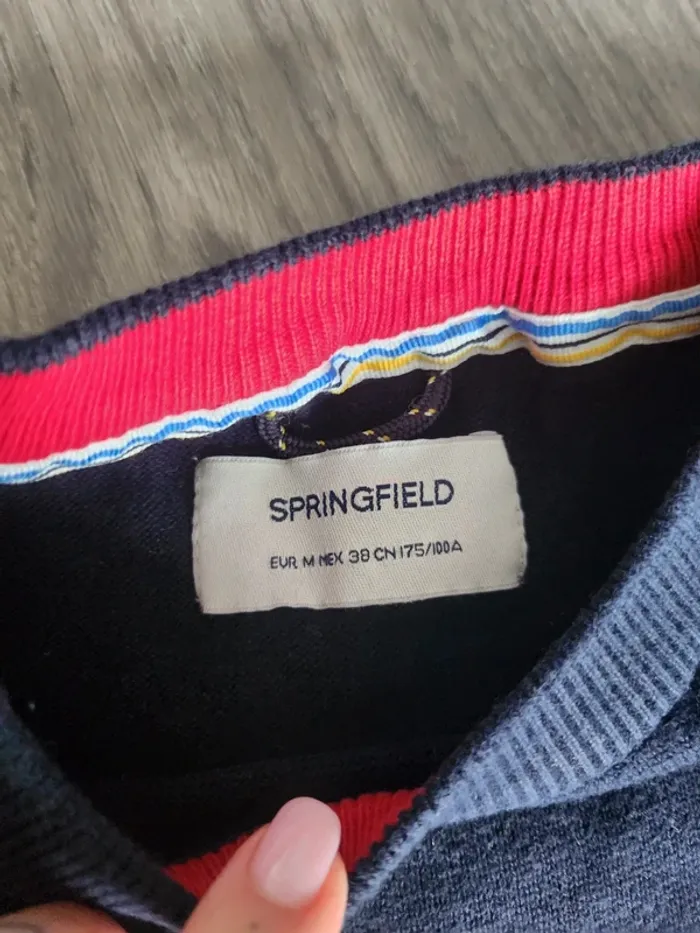 SPRINGFIELD
EUR M MEX 38 CN 175/100A